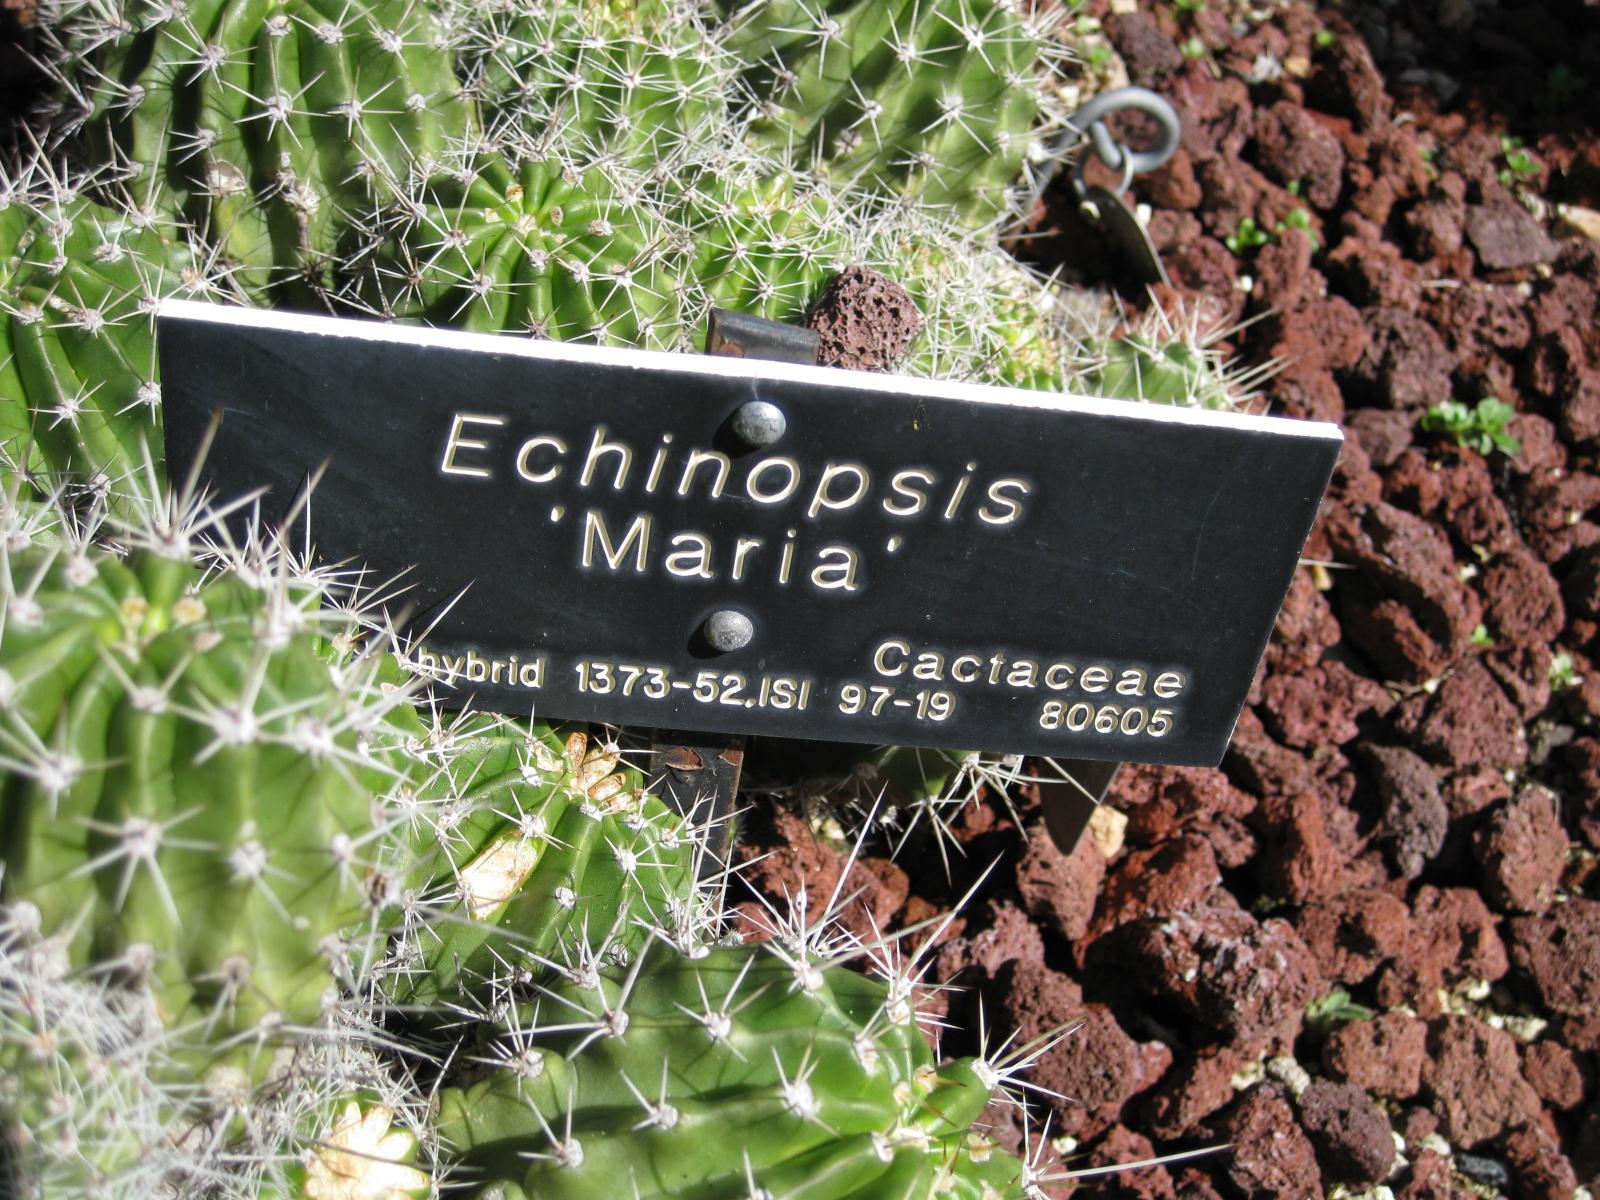 Echinopsis
'Maria'
Cactaceae
hybrid 1373-52.ISI 97-19 80605